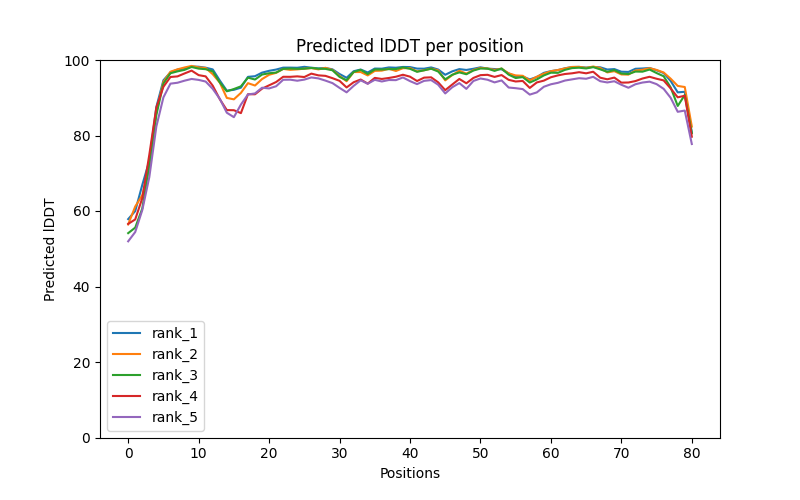 Predicted lDDT per position
100
80
60
40
20
0
Predicted lDDT
rank_1
rank_2
rank_3
rank_4
rank_5
0 10 20 30 40 50 60 70 80
Positions